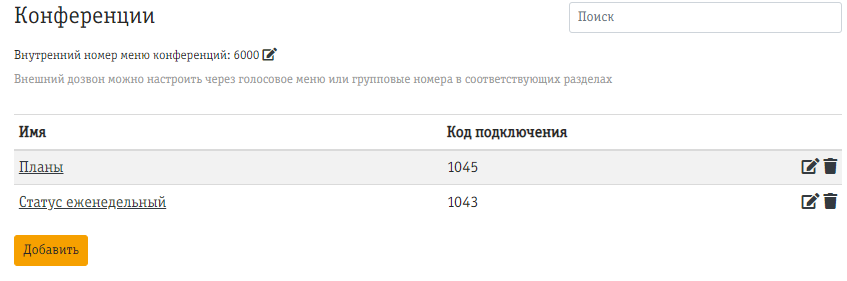 Конференции
Поиск
Внутренний номер меню конференций: 6000
Внешний дозвон можно настроить через голосовое меню или групповые номера в соответствующих разделах
Имя Код подключения
Планы 1045
Статус еженедельный 1043
Добавить